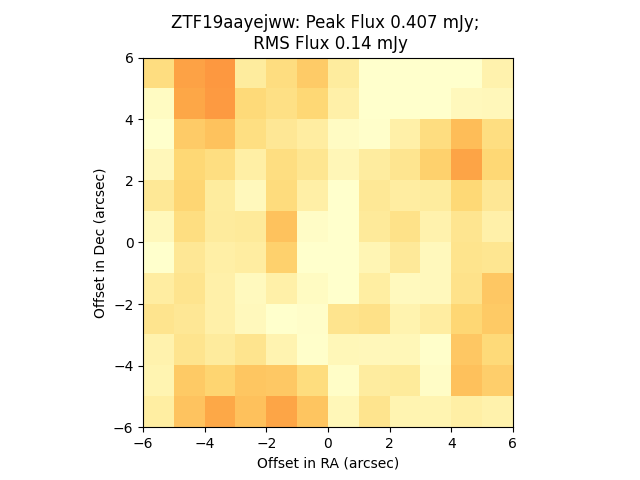 ZTF19aayejww: Peak Flux 0.407 mJy;
RMS Flux 0.14 mJy
6
4
2
0
−2
−4
−6
Offset in Dec (arcsec)
−6 −4 −2 0 2 4 6
Offset in RA (arcsec)